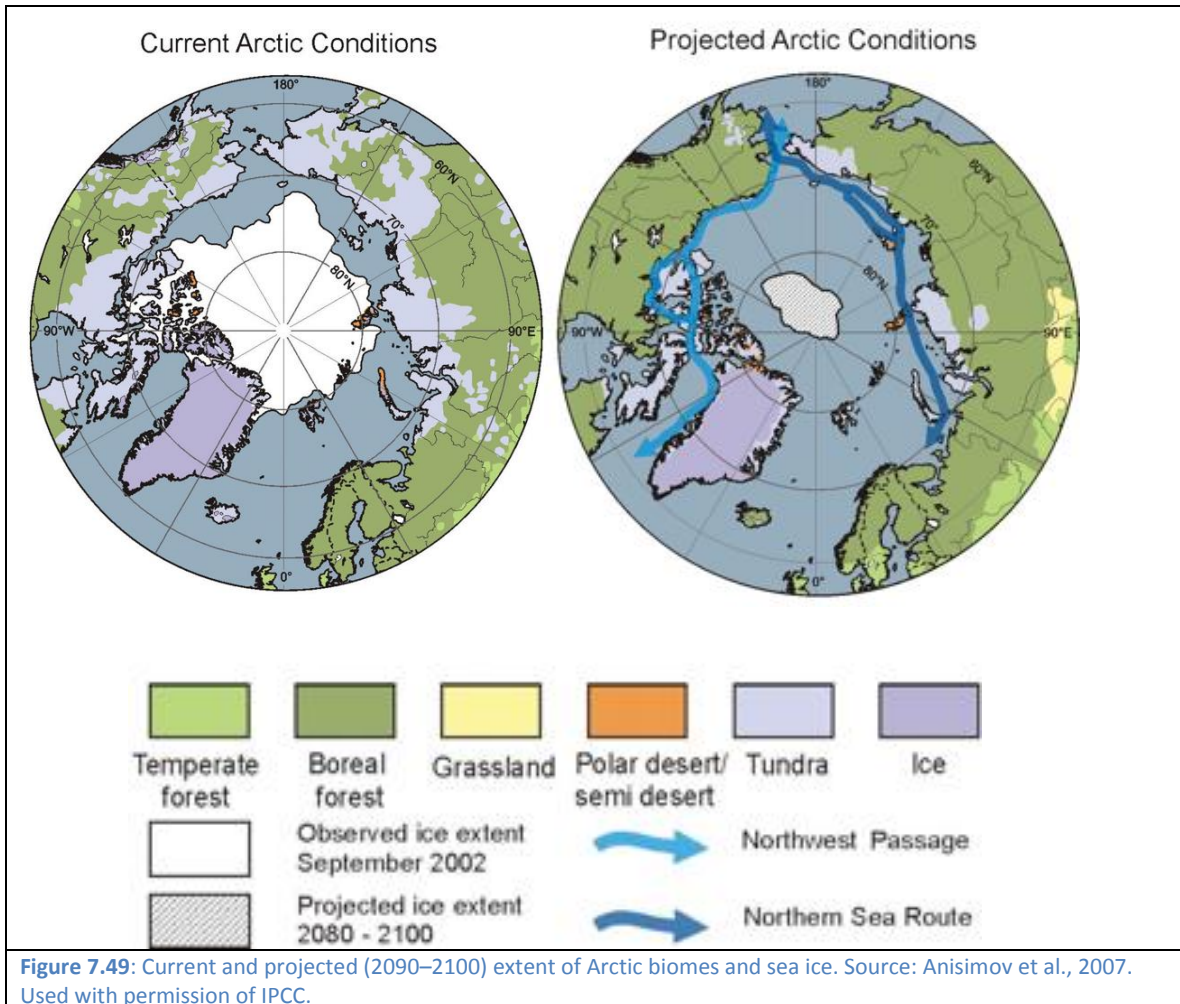 Current Arctic Conditions
Projected Arctic Conditions
180°
60°N
70°
80°N
90°W
90°E
0°
180°
60°N
70°
80°N
90°W
90°E
0°
Temperate forest
Boreal forest
Grassland
Polar desert/ semi desert
Tundra
Ice
Observed ice extent
September 2002
Northwest Passage
Projected ice extent
2080 - 2100
Northern Sea Route
Figure 7.49: Current and projected (2090–2100) extent of Arctic biomes and sea ice. Source: Anisimov et al., 2007.
Used with permission of IPCC.